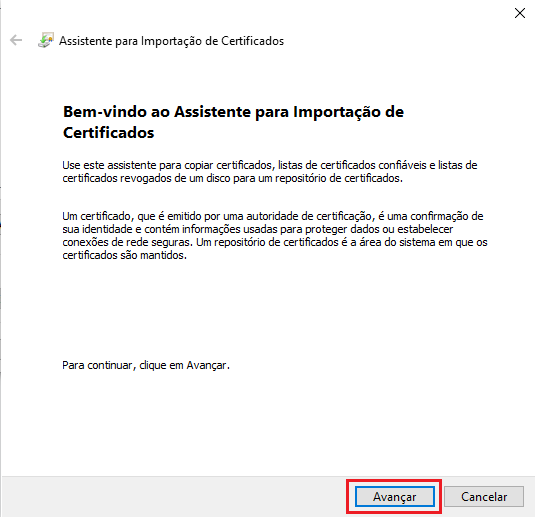 Assistente para Importação de Certificados
Bem-vindo ao Assistente para Importação de
Certificados
Use este assistente para copiar certificados, listas de certificados confiáveis e listas de
certificados revogados de um disco para um repositório de certificados.
Um certificado, que é emitido por uma autoridade de certificação, é uma confirmação de
sua identidade e contém informações usadas para proteger dados ou estabelecer
conexões de rede seguras. Um repositório de certificados é a área do sistema em que os
certificados são mantidos.
Para continuar, clique em Avançar.
Avançar
Cancelar